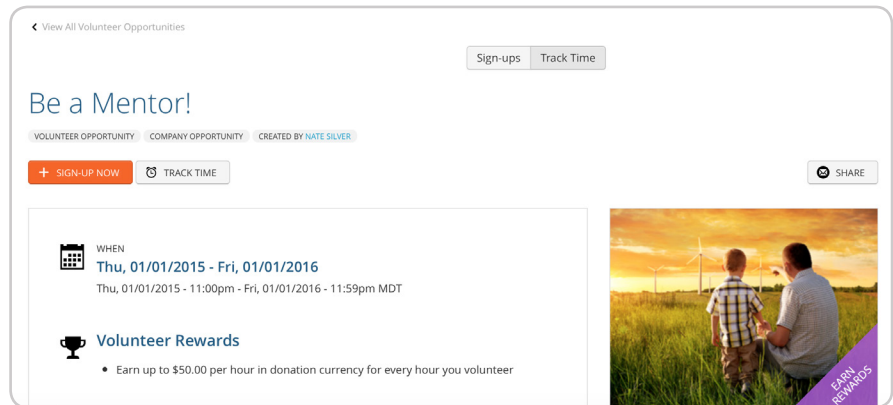 View All Volunteer Opportunities
Sign-ups Track Time
Be a Mentor!
VOLUNTEER OPPORTUNITY COMPANY OPPORTUNITY CREATED BY NATE SILVER
SIGN-UP NOW TRACK TIME SHARE
WHEN
Thu, 01/01/2015 - Fri, 01/01/2016
Thu, 01/01/2015 - 11:00pm - Fri, 01/01/2016 - 11:59pm MDT
Volunteer Rewards
• Earn up to $50.00 per hour in donation currency for every hour you volunteer
EARN
REWARDS